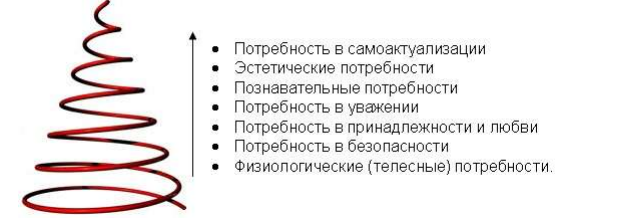 • Потребность в самоактуализации
• Эстетические потребности
• Познавательные потребности
• Потребность в уважении
• Потребность в принадлежности и любви
• Потребность в безопасности
• Физиологические (телесные) потребности.